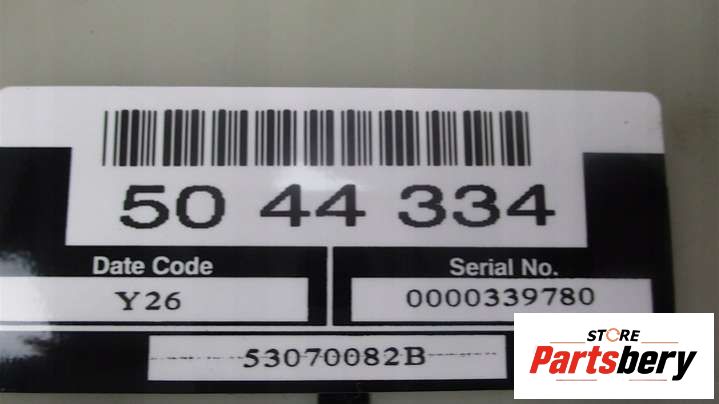 50 44 334
Date Code
Serial No.
Y26
0000339780
53070082B
STORE
Partsbery